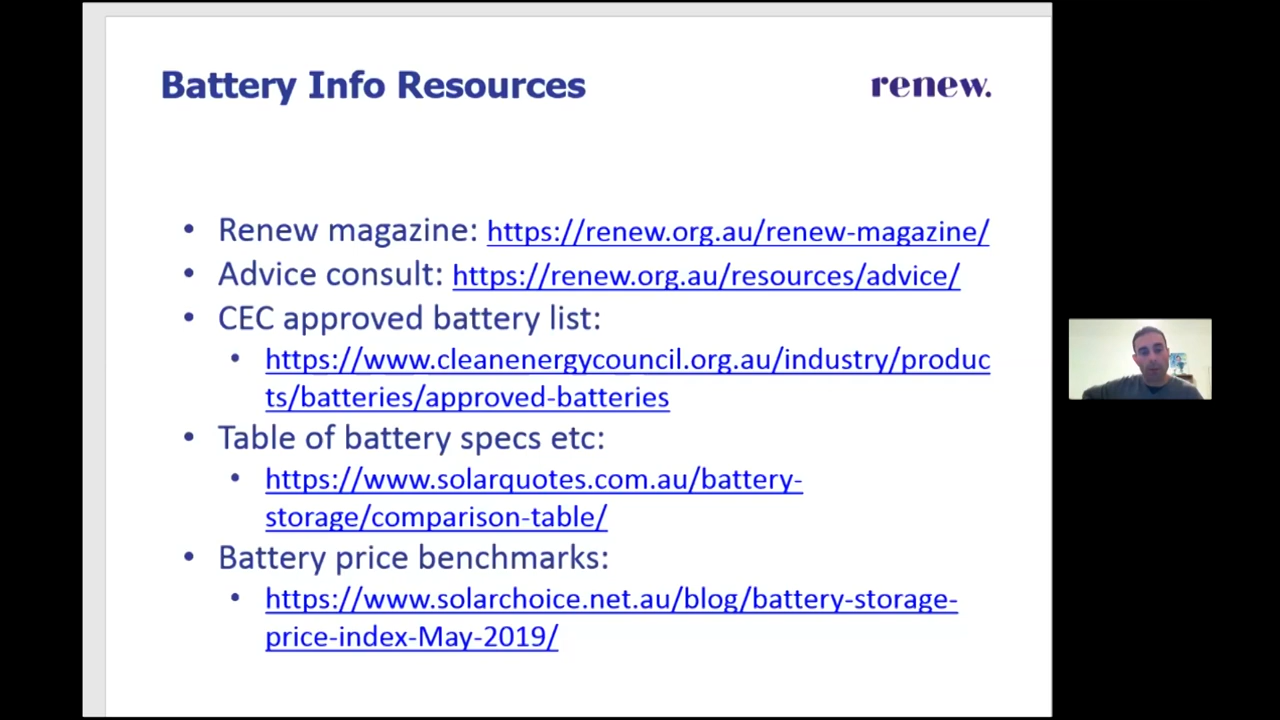 Battery Info Resources
renew.
• Renew magazine: https://renew.org.au/renew-magazine/
• Advice consult: https://renew.org.au/resources/advice/
• CEC approved battery list:
• https://www.cleanenergycouncil.org.au/industry/produc
ts/batteries/approved-batteries
• Table of battery specs etc:
• https://www.solarquotes.com.au/battery-
storage/comparison-table/
• Battery price benchmarks:
• https://www.solarchoice.net.au/blog/battery-storage-
price-index-May-2019/